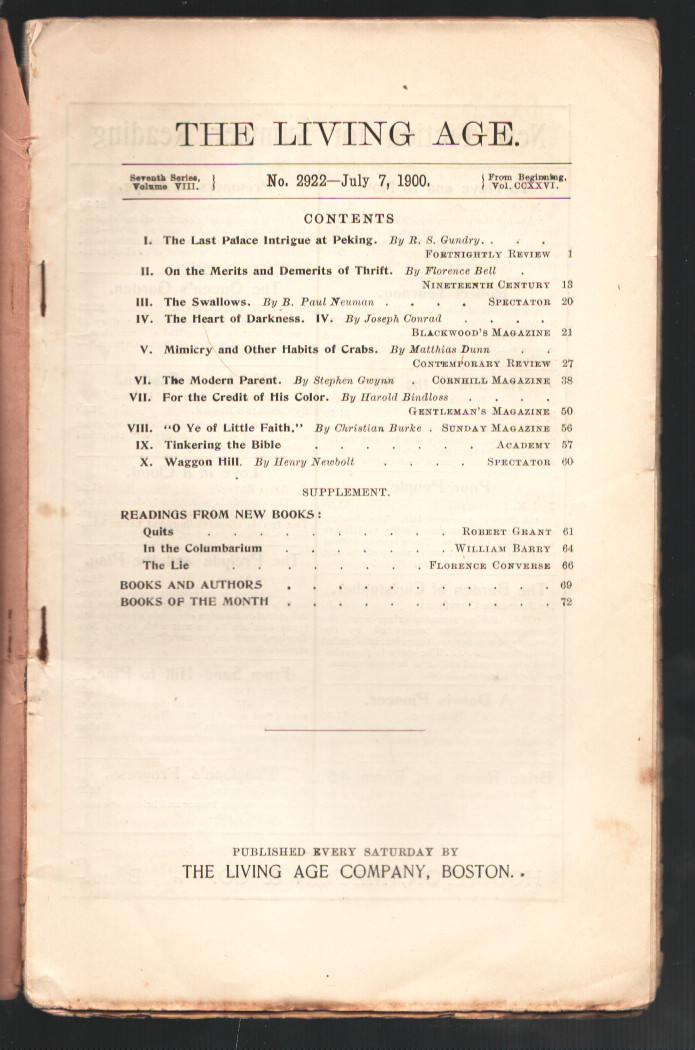 THE LIVING AGE.
Seventh Series, Volume VIII. } No. 2922—July 7, 1900. { From Beginning, Vol. CCXXVI.
CONTENTS
I. The Last Palace Intrigue at Peking. By R. S. Gundry. . . .
FORTNIGHTLY REVIEW 1
II. On the Merits and Demerits of Thrift. By Florence Bell .
NINETEENTH CENTURY 13
III. The Swallows. By B. Paul Neuman . . . . SPECTATOR 20
IV. The Heart of Darkness. IV. By Joseph Conrad . . . .
BLACKWOOD'S MAGAZINE 21
V. Mimicry and Other Habits of Crabs. By Matthias Dunn . .
CONTEMPORARY REVIEW 27
VI. The Modern Parent. By Stephen Gwynn . CORNHILL MAGAZINE 38
VII. For the Credit of His Color. By Harold Bindloss . . . .
GENTLEMAN'S MAGAZINE 50
VIII. "O Ye of Little Faith." By Christian Burke . SUNDAY MAGAZINE 56
IX. Tinkering the Bible . . . . . . . ACADEMY 57
X. Waggon Hill. By Henry Newbolt . . . . SPECTATOR 60
SUPPLEMENT.
READINGS FROM NEW BOOKS:
Quits . . . . . . . . . . ROBERT GRANT 61
In the Columbarium . . . . . . . WILLIAM BARRY 64
The Lie . . . . . . . . FLORENCE CONVERSE 66
BOOKS AND AUTHORS . . . . . . . . . . . 69
BOOKS OF THE MONTH . . . . . . . . . . . 72
PUBLISHED EVERY SATURDAY BY
THE LIVING AGE COMPANY, BOSTON.